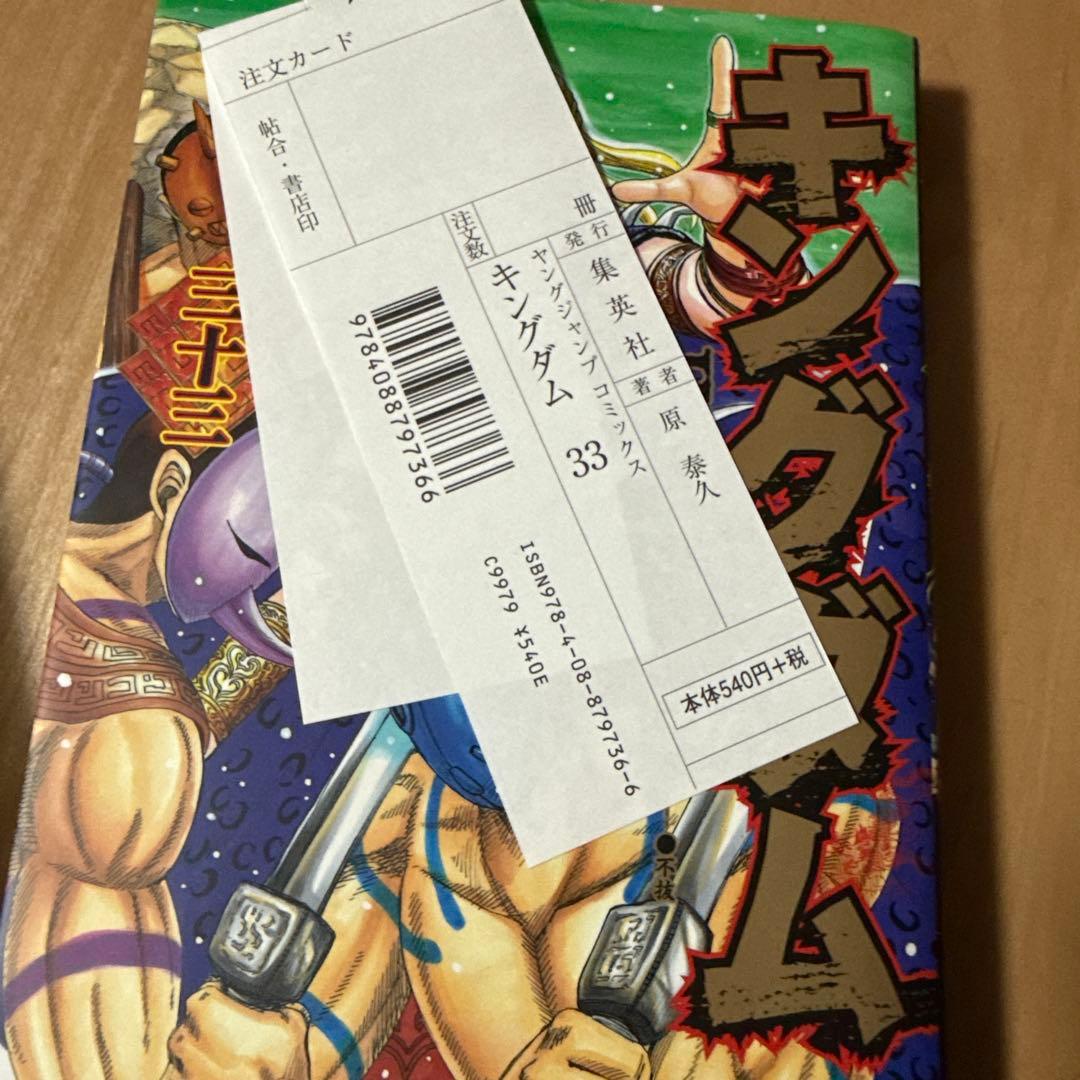 注文カード
帖合・書店印
注文数
冊
発行
集英社
ヤングジャンプ コミックス
キングダム 33
著者
原 泰久
9784088797366
ISBN978-4-08-879736-6
C9979 ¥540E
本体540円+税
キングダム
三十三
●不抜